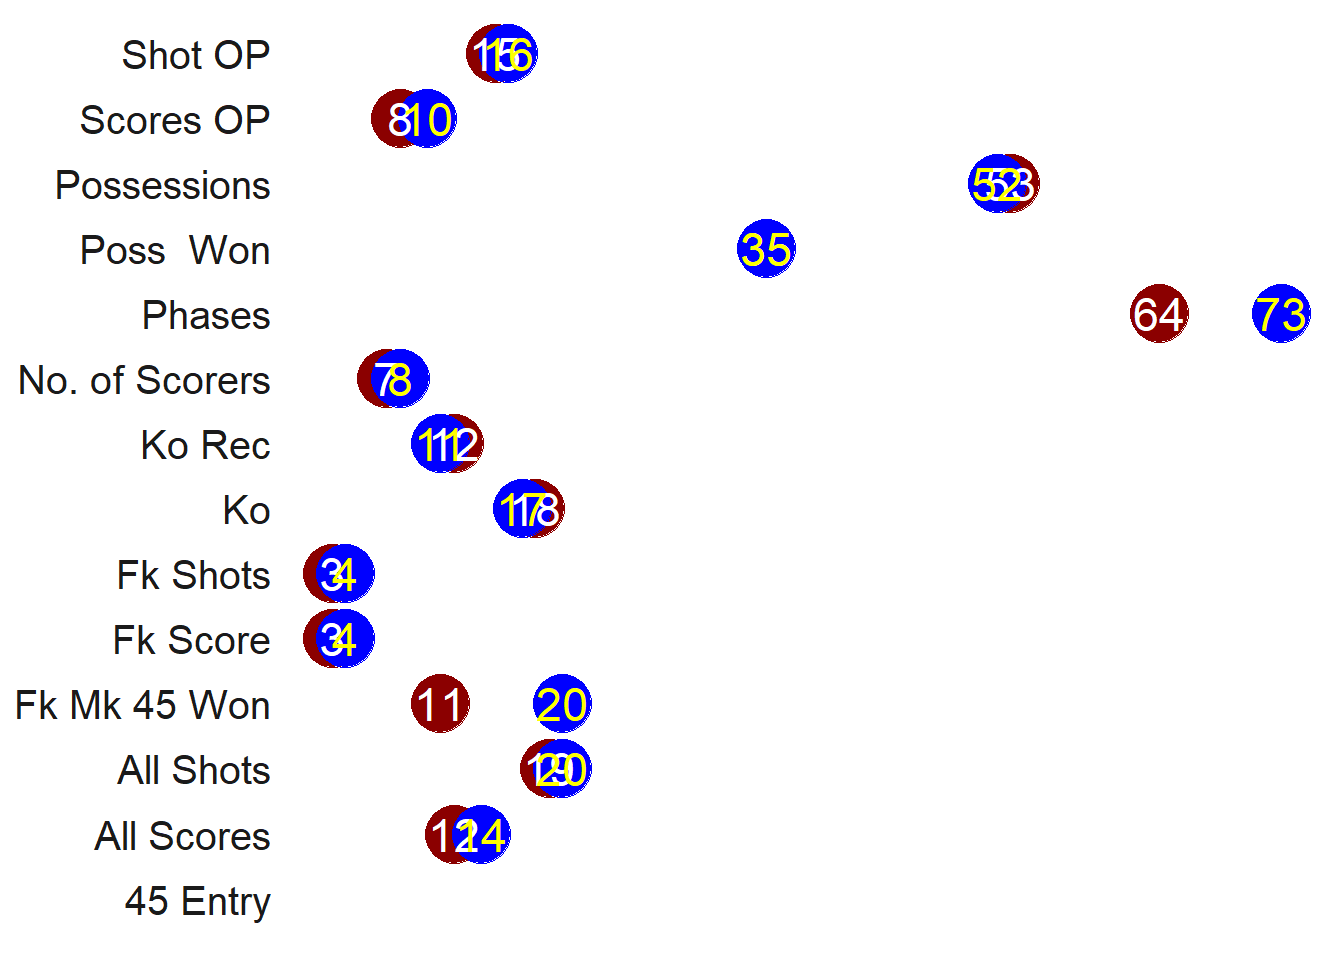 Shot OP 15 16
Scores OP 8 10
Possessions 52 53
Poss  Won 35
Phases 64 73
No. of Scorers 7 8
Ko Rec 11 12
Ko 17 18
Fk Shots 3 4
Fk Score 3 4
Fk Mk 45 Won 11 20
All Shots 19 20
All Scores 12 14
45 Entry